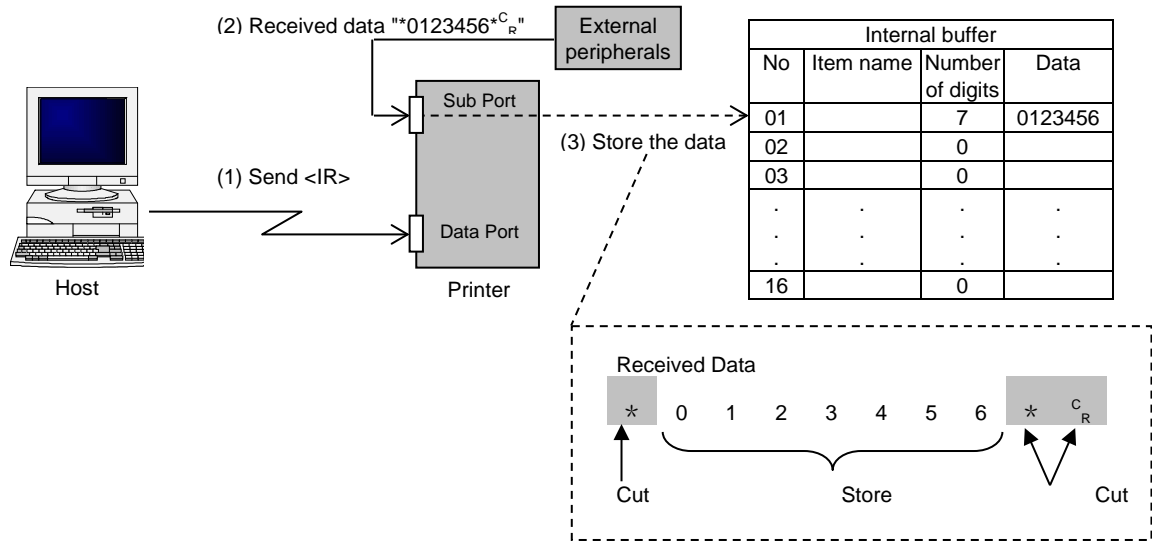 (2) Received data "*0123456*CR"
External
peripherals
Internal buffer
No Item name Number of digits Data
01 7 0123456
02 0
03 0
. . . .
. . . .
. . . .
16 0
Sub Port
(3) Store the data
(1) Send <IR>
Data Port
Host
Printer
Received Data
* 0 1 2 3 4 5 6 * CR
Cut Store Cut